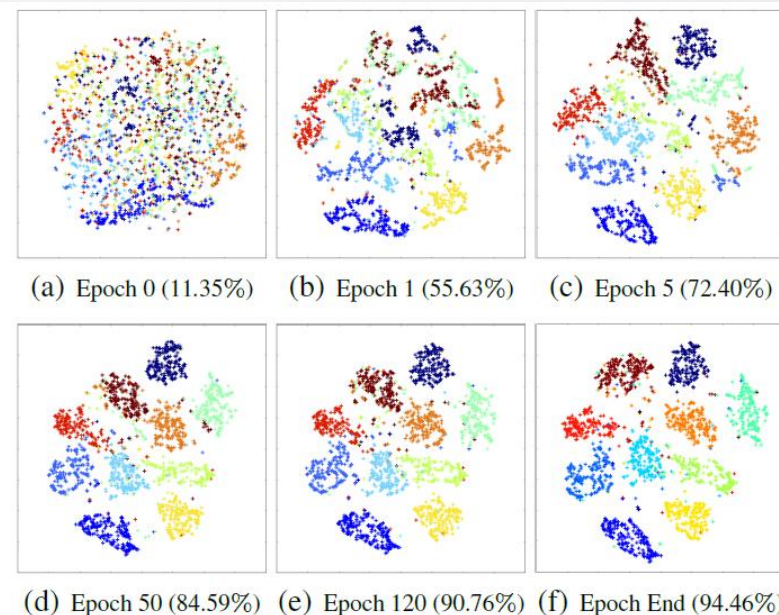 (a) Epoch 0 (11.35%) (b) Epoch 1 (55.63%) (c) Epoch 5 (72.40%)
(d) Epoch 50 (84.59%) (e) Epoch 120 (90.76%) (f) Epoch End (94.46%)